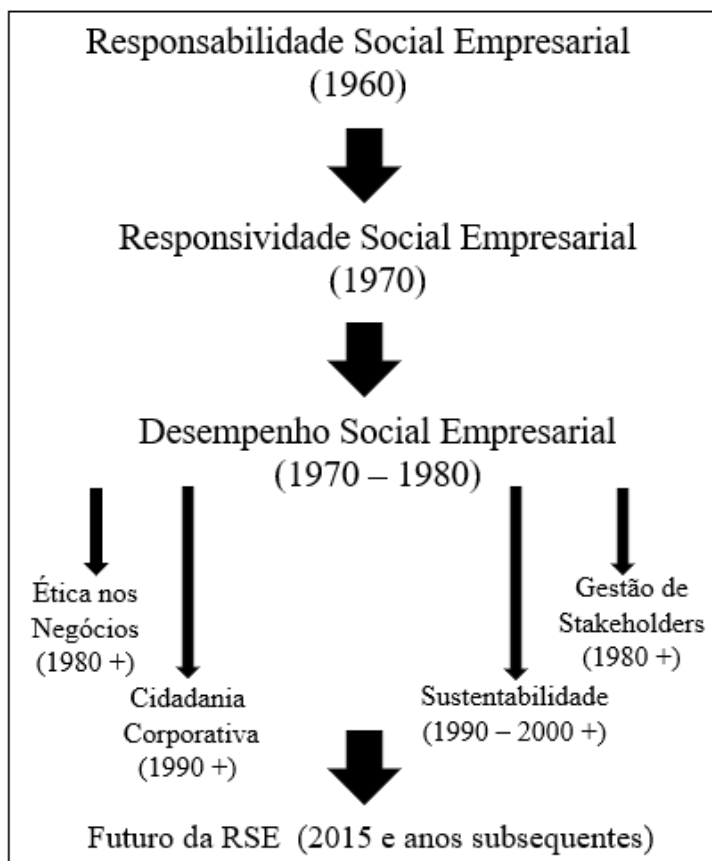 Responsabilidade Social Empresarial
(1960)
Responsividade Social Empresarial
(1970)
Desempenho Social Empresarial
(1970 – 1980)
Ética nos
Negócios
(1980 +)
Cidadania
Corporativa
(1990 +)
Sustentabilidade
(1990 – 2000 +)
Gestão de
Stakeholders
(1980 +)
Futuro da RSE (2015 e anos subsequentes)